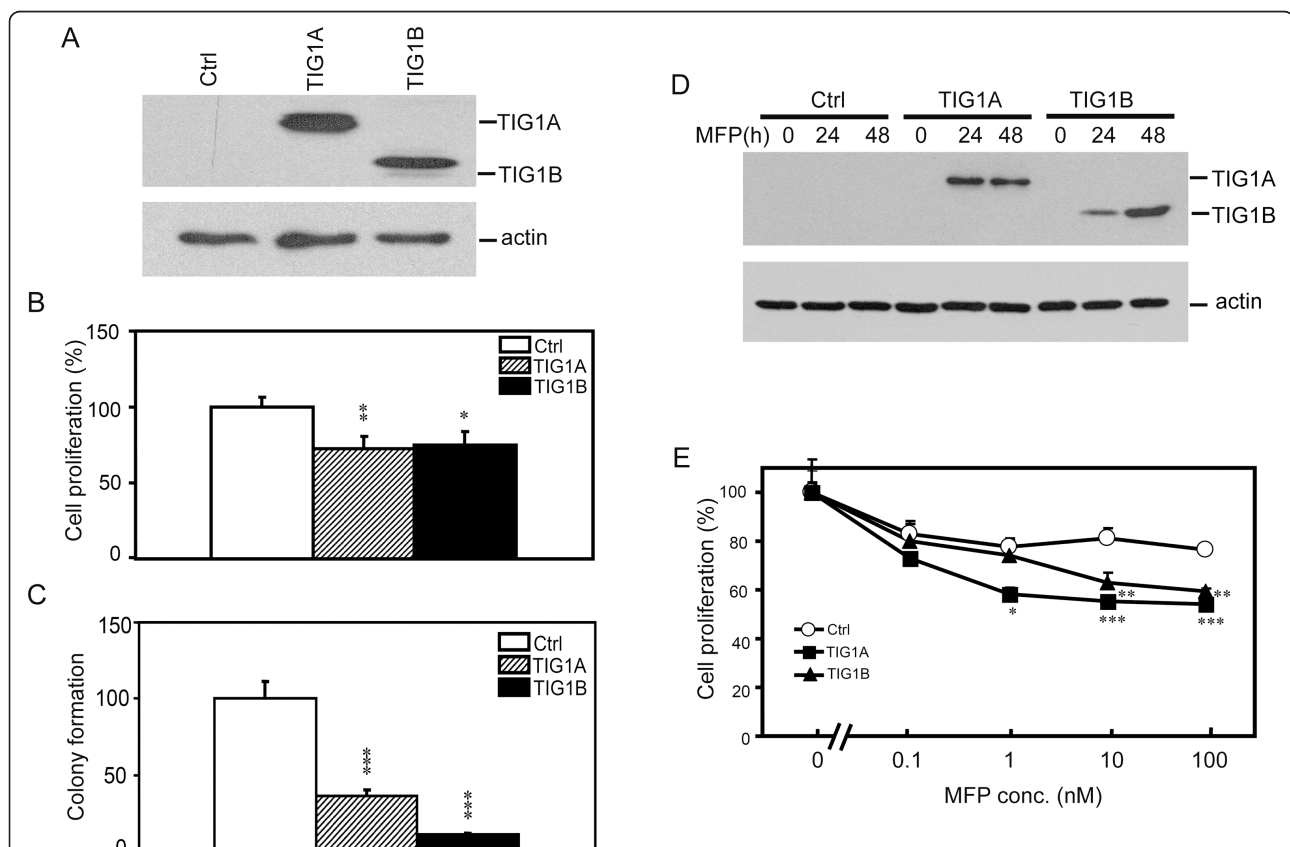 A
Ctrl
TIG1A
TIG1B
TIG1A
TIG1B
actin
B
150
100
50
0
Cell proliferation (%)
Ctrl
TIG1A
TIG1B
**
*
C
150
100
50
0
Colony formation
Ctrl
TIG1A
TIG1B
***
***
D
Ctrl TIG1A TIG1B
MFP(h) 0 24 48 0 24 48 0 24 48
TIG1A
TIG1B
actin
E
100
80
60
40
20
0
Cell proliferation (%)
Ctrl
TIG1A
TIG1B
*
**
***
**
***
0 0.1 1 10 100
MFP conc. (nM)